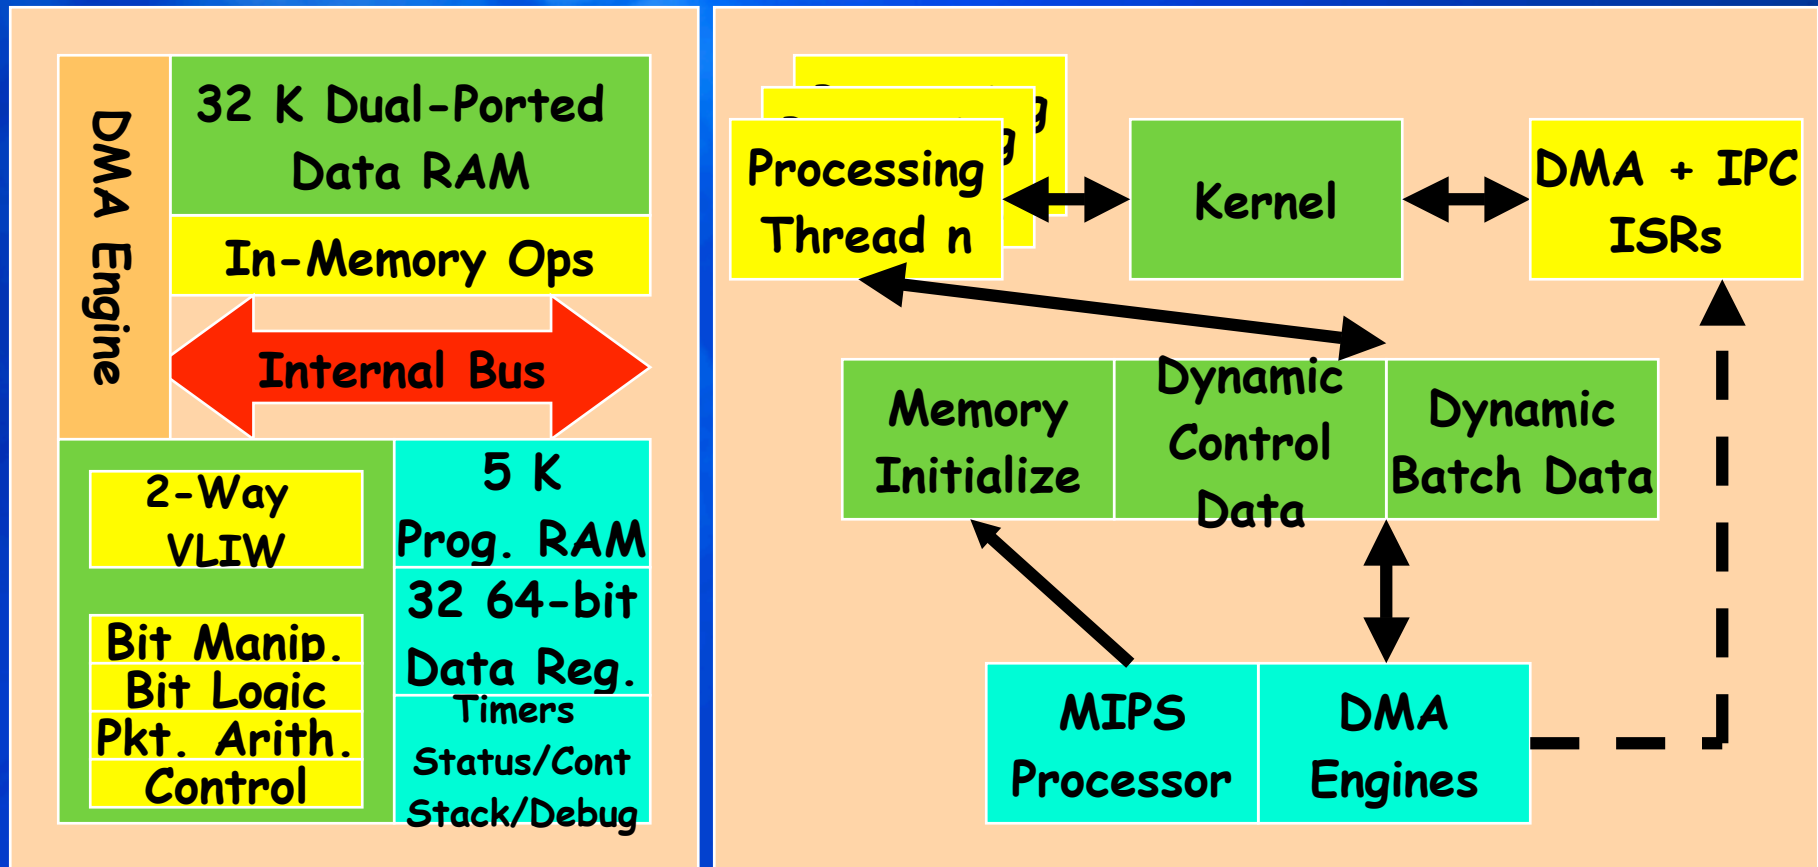 DMA Engine
32 K Dual-Ported
Data RAM
In-Memory Ops
Internal Bus
2-Way
VLIW
Bit Manip.
Bit Logic
Pkt. Arith.
Control
5 K
Prog. RAM
32 64-bit
Data Reg.
Timers
Status/Cont
Stack/Debug
Processing
Thread n
Kernel
DMA + IPC
ISRs
Memory
Initialize
Dynamic
Control
Data
Dynamic
Batch Data
MIPS
Processor
DMA
Engines